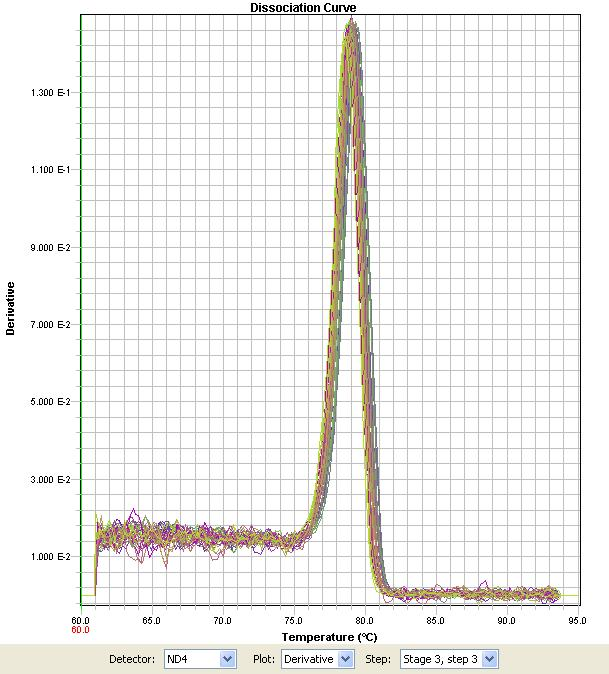 Dissociation Curve
1.300 E-1
1.100 E-1
9.000 E-2
7.000 E-2
5.000 E-2
3.000 E-2
1.000 E-2
Derivative
60.0 65.0 70.0 75.0 80.0 85.0 90.0 95.0
60.0
Temperature (°C)
Detector: ND4 Plot: Derivative Step: Stage 3, step 3